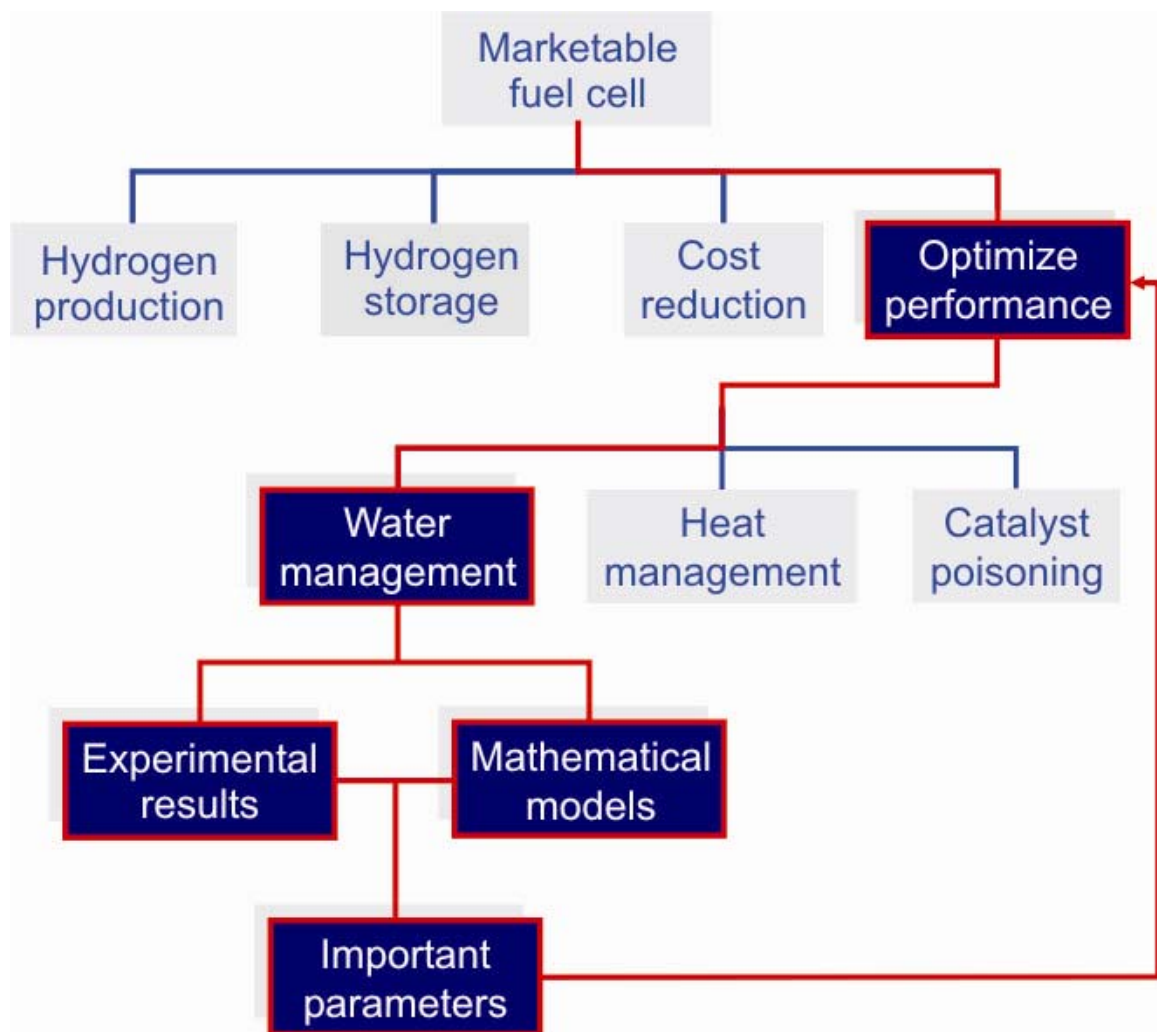 Marketable
fuel cell
Hydrogen
production
Hydrogen
storage
Cost
reduction
Optimize
performance
Water
management
Heat
management
Catalyst
poisoning
Experimental
results
Mathematical
models
Important
parameters